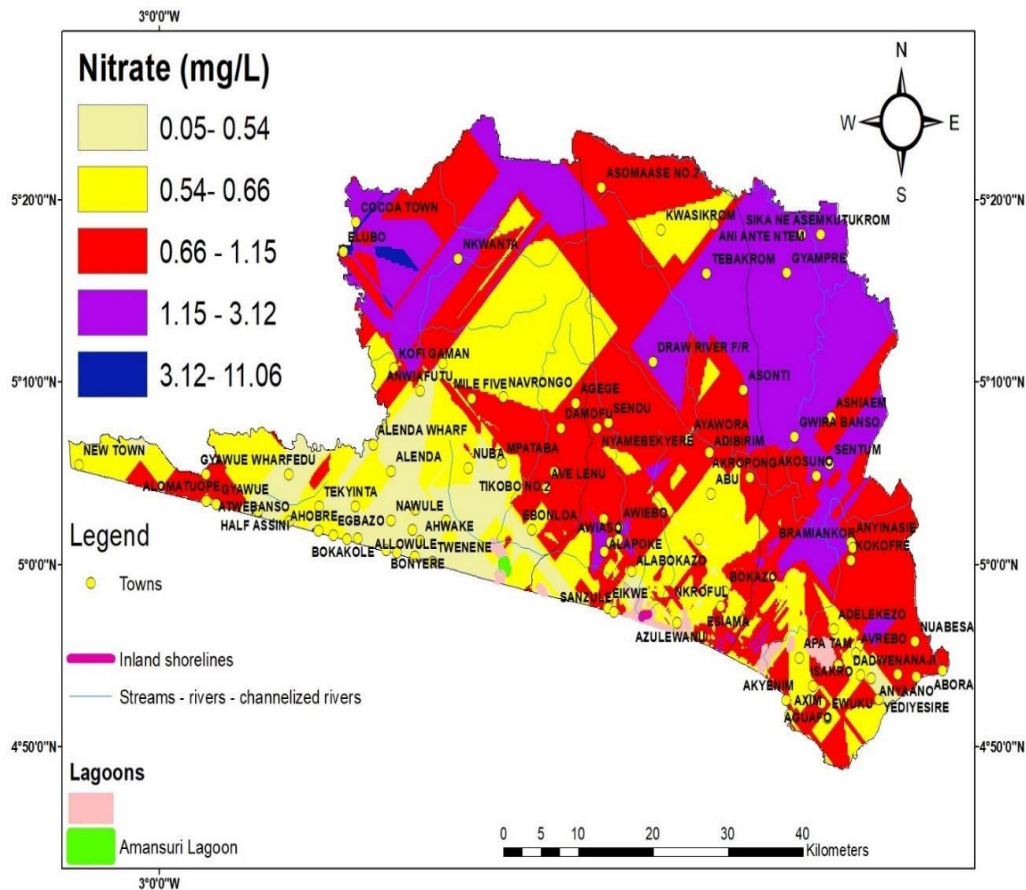 3°0'0"W
Nitrate (mg/L)
0.05- 0.54
0.54- 0.66
0.66 - 1.15
1.15 - 3.12
3.12- 11.06
N
W E
S
5°20'0"N 5°20'0"N
5°10'0"N 5°10'0"N
5°0'0"N 5°0'0"N
4°50'0"N 4°50'0"N
ASOMAASE NO.2
COCOA TOWN
KWASIKROM
SIKA NE ASEM
KUTUKROM
ELUBO
ANI ANTE NTEM
NKWANTA
TEBAKROM
GYAMPRE
DRAW RIVER F/R
KOFI GAMAN
ANWIAFUTU
MILE FIVE
NAVRONGO
AGEGE
ASONTI
DAMOFU
SENDU
ASHIAEM
GWIRA BANSO
ALENDA WHARF
AYAWORA
NYAMEBEKYERE
ADIBIRIM
NEW TOWN
GYAWUE WHARF
EDU
ALENDA
NUBA
MPATABA
AKROPONG
AKOSUNO
SENTUM
AVE LENU
ABU
ALOMATUOPE
GYAWUE
TEKYINTA
TIKOBO NO.2
ATWEBANSO
NAWULE
EBONLOA
AWIEBO
BRAMIANKOR
ANYINASIE
HALF ASSINI
AHOBRE
EGBAZO
AHWAKE
AWIASO
KOKOFRE
BOKAKOLE
ALLOWULE
TWENENE
ALAPOKE
BONYERE
ALABOKAZO
BOKAZO
SANZULE
EIKWE
NKROFUL
ESIAMA
ADELEKEZO
AZULEWANU
APA TAM
AVREBO
NUABESA
DADWEN
ANAJI
AKYENIM
ISAKRO
ANYAANO
ABORA
AXIM
EWUKU
YEDIYESIRE
AGUAFO
Legend
Towns
Inland shorelines
Streams - rivers - channelized rivers
Lagoons
Amansuri Lagoon
0 5 10 20 30 40
Kilometers
3°0'0"W